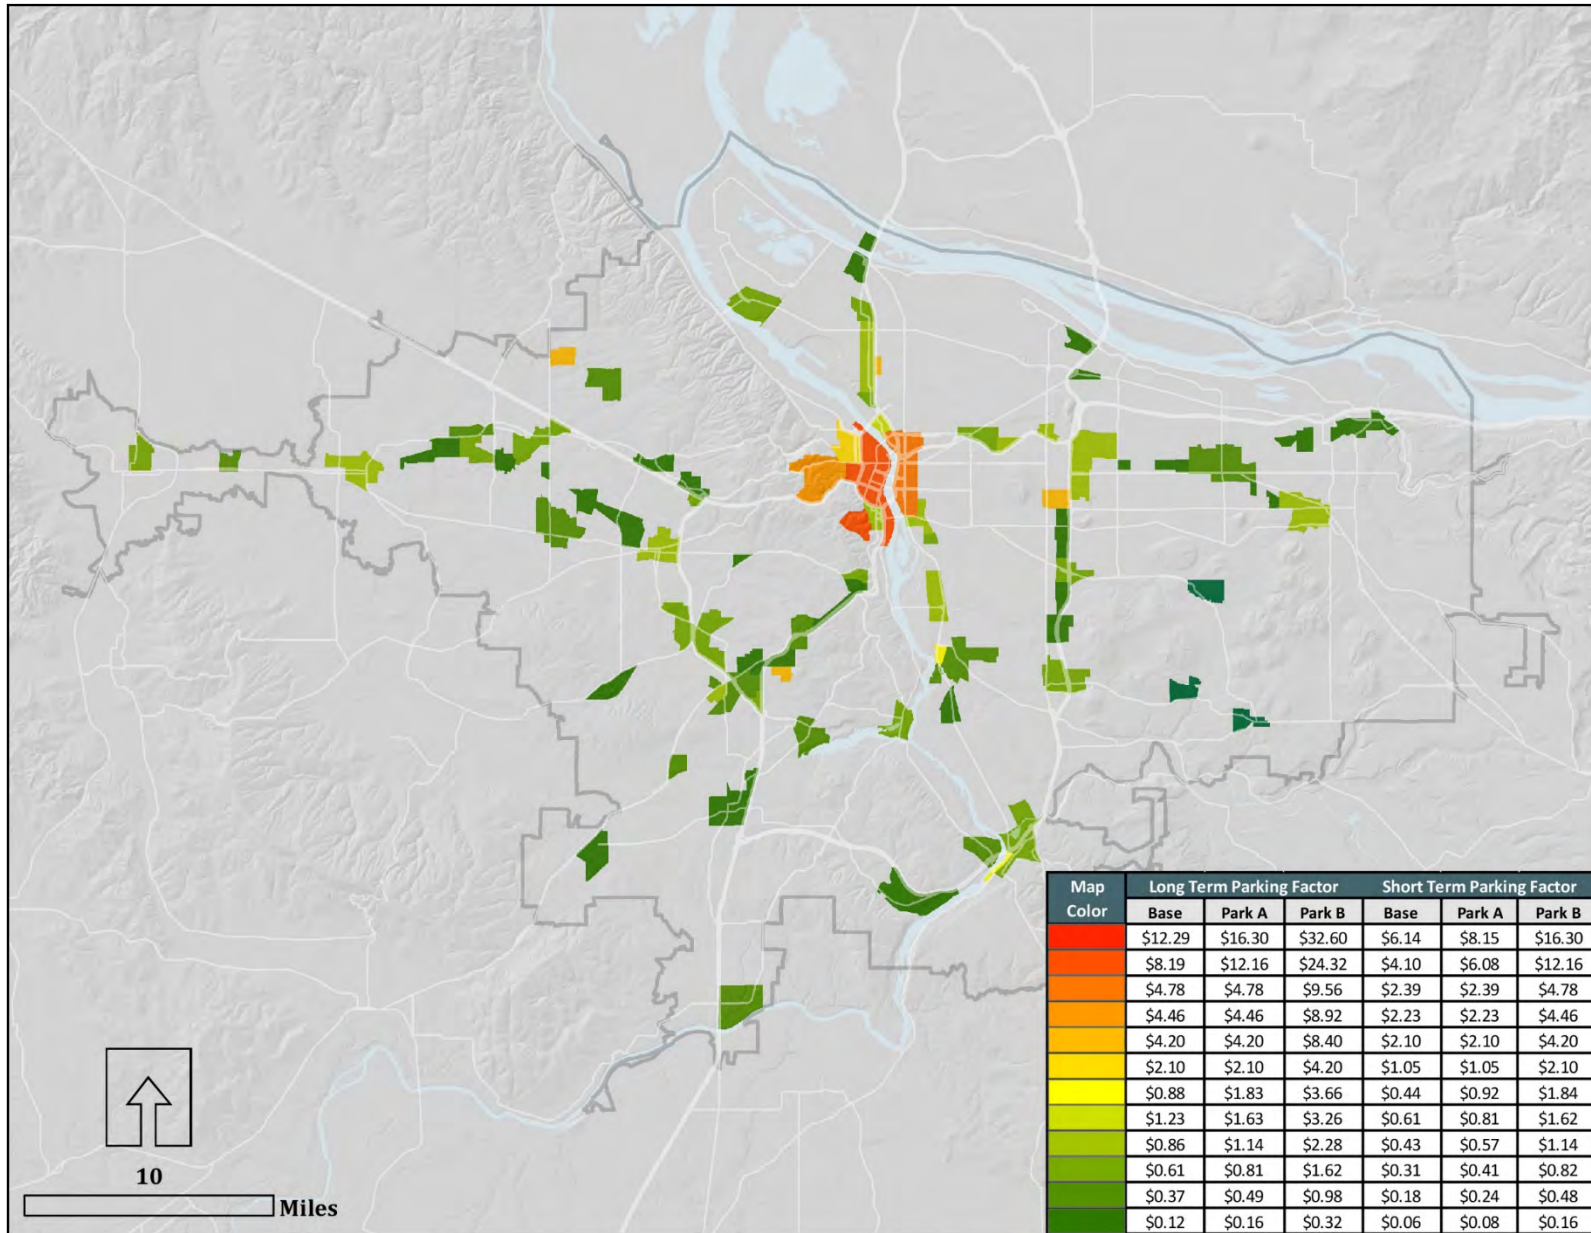 10
Miles
Map Color Long Term Parking Factor Short Term Parking Factor
Base Park A Park B Base Park A Park B
$12.29 $16.30 $32.60 $6.14 $8.15 $16.30
$8.19 $12.16 $24.32 $4.10 $6.08 $12.16
$4.78 $4.78 $9.56 $2.39 $2.39 $4.78
$4.46 $4.46 $8.92 $2.23 $2.23 $4.46
$4.20 $4.20 $8.40 $2.10 $2.10 $4.20
$2.10 $2.10 $4.20 $1.05 $1.05 $2.10
$0.88 $1.83 $3.66 $0.44 $0.92 $1.84
$1.23 $1.63 $3.26 $0.61 $0.81 $1.62
$0.86 $1.14 $2.28 $0.43 $0.57 $1.14
$0.61 $0.81 $1.62 $0.31 $0.41 $0.82
$0.37 $0.49 $0.98 $0.18 $0.24 $0.48
$0.12 $0.16 $0.32 $0.06 $0.08 $0.16